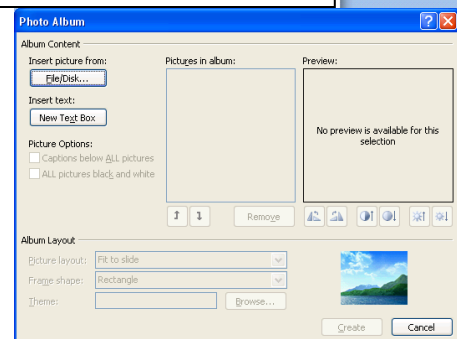 Photo Album
Album Content
Insert picture from:
File/Disk...
Insert text:
New Text Box
Picture Options:
Captions below ALL pictures
ALL pictures black and white
Pictures in album:
Remove
Preview:
No preview is available for this
selection
Album Layout
Picture layout: Fit to slide
Frame shape: Rectangle
Theme: Browse...
Create Cancel